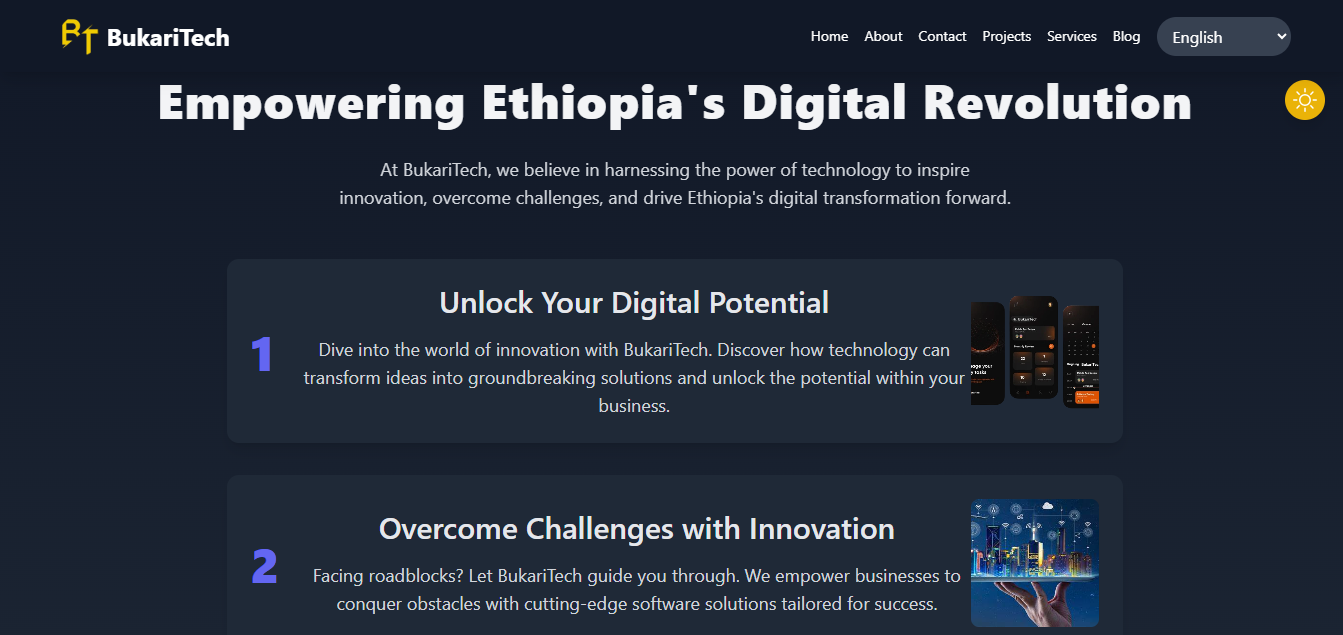 BT BukariTech
Home About Contact Projects Services Blog English
Empowering Ethiopia's Digital Revolution
At BukariTech, we believe in harnessing the power of technology to inspire
innovation, overcome challenges, and drive Ethiopia's digital transformation forward.
Unlock Your Digital Potential
1
Dive into the world of innovation with BukariTech. Discover how technology can
transform ideas into groundbreaking solutions and unlock the potential within your
business.
BukariTech
Overcome Challenges with Innovation
2
Facing roadblocks? Let BukariTech guide you through. We empower businesses to
conquer obstacles with cutting-edge software solutions tailored for success.